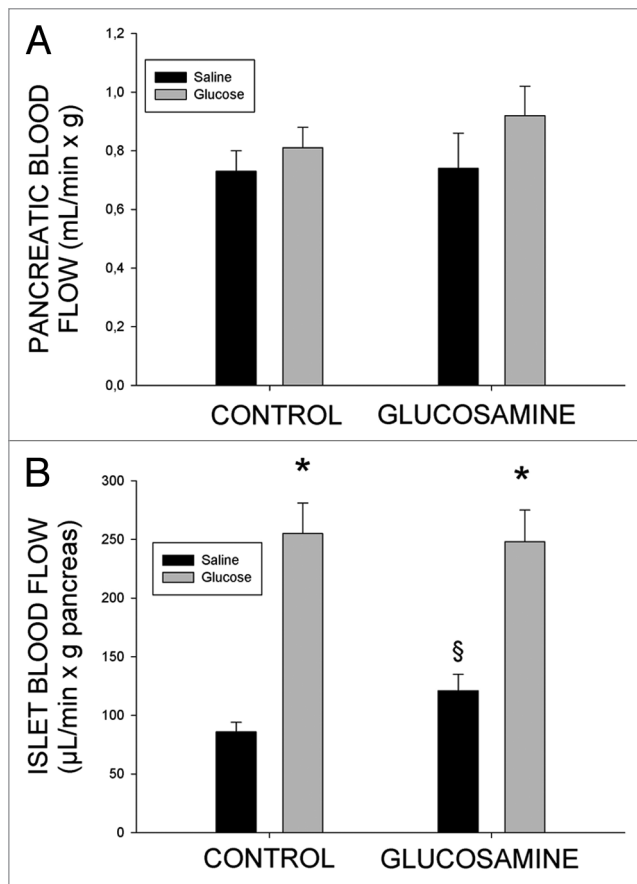 A
PANCREATIC BLOOD
FLOW (mL/min x g)
1,2
1,0
0,8
0,6
0,4
0,2
0,0
Saline
Glucose
CONTROL
GLUCOSAMINE
B
ISLET BLOOD FLOW
(µL/min x g pancreas)
300
250
200
150
100
50
0
Saline
Glucose
*
*
§
CONTROL
GLUCOSAMINE